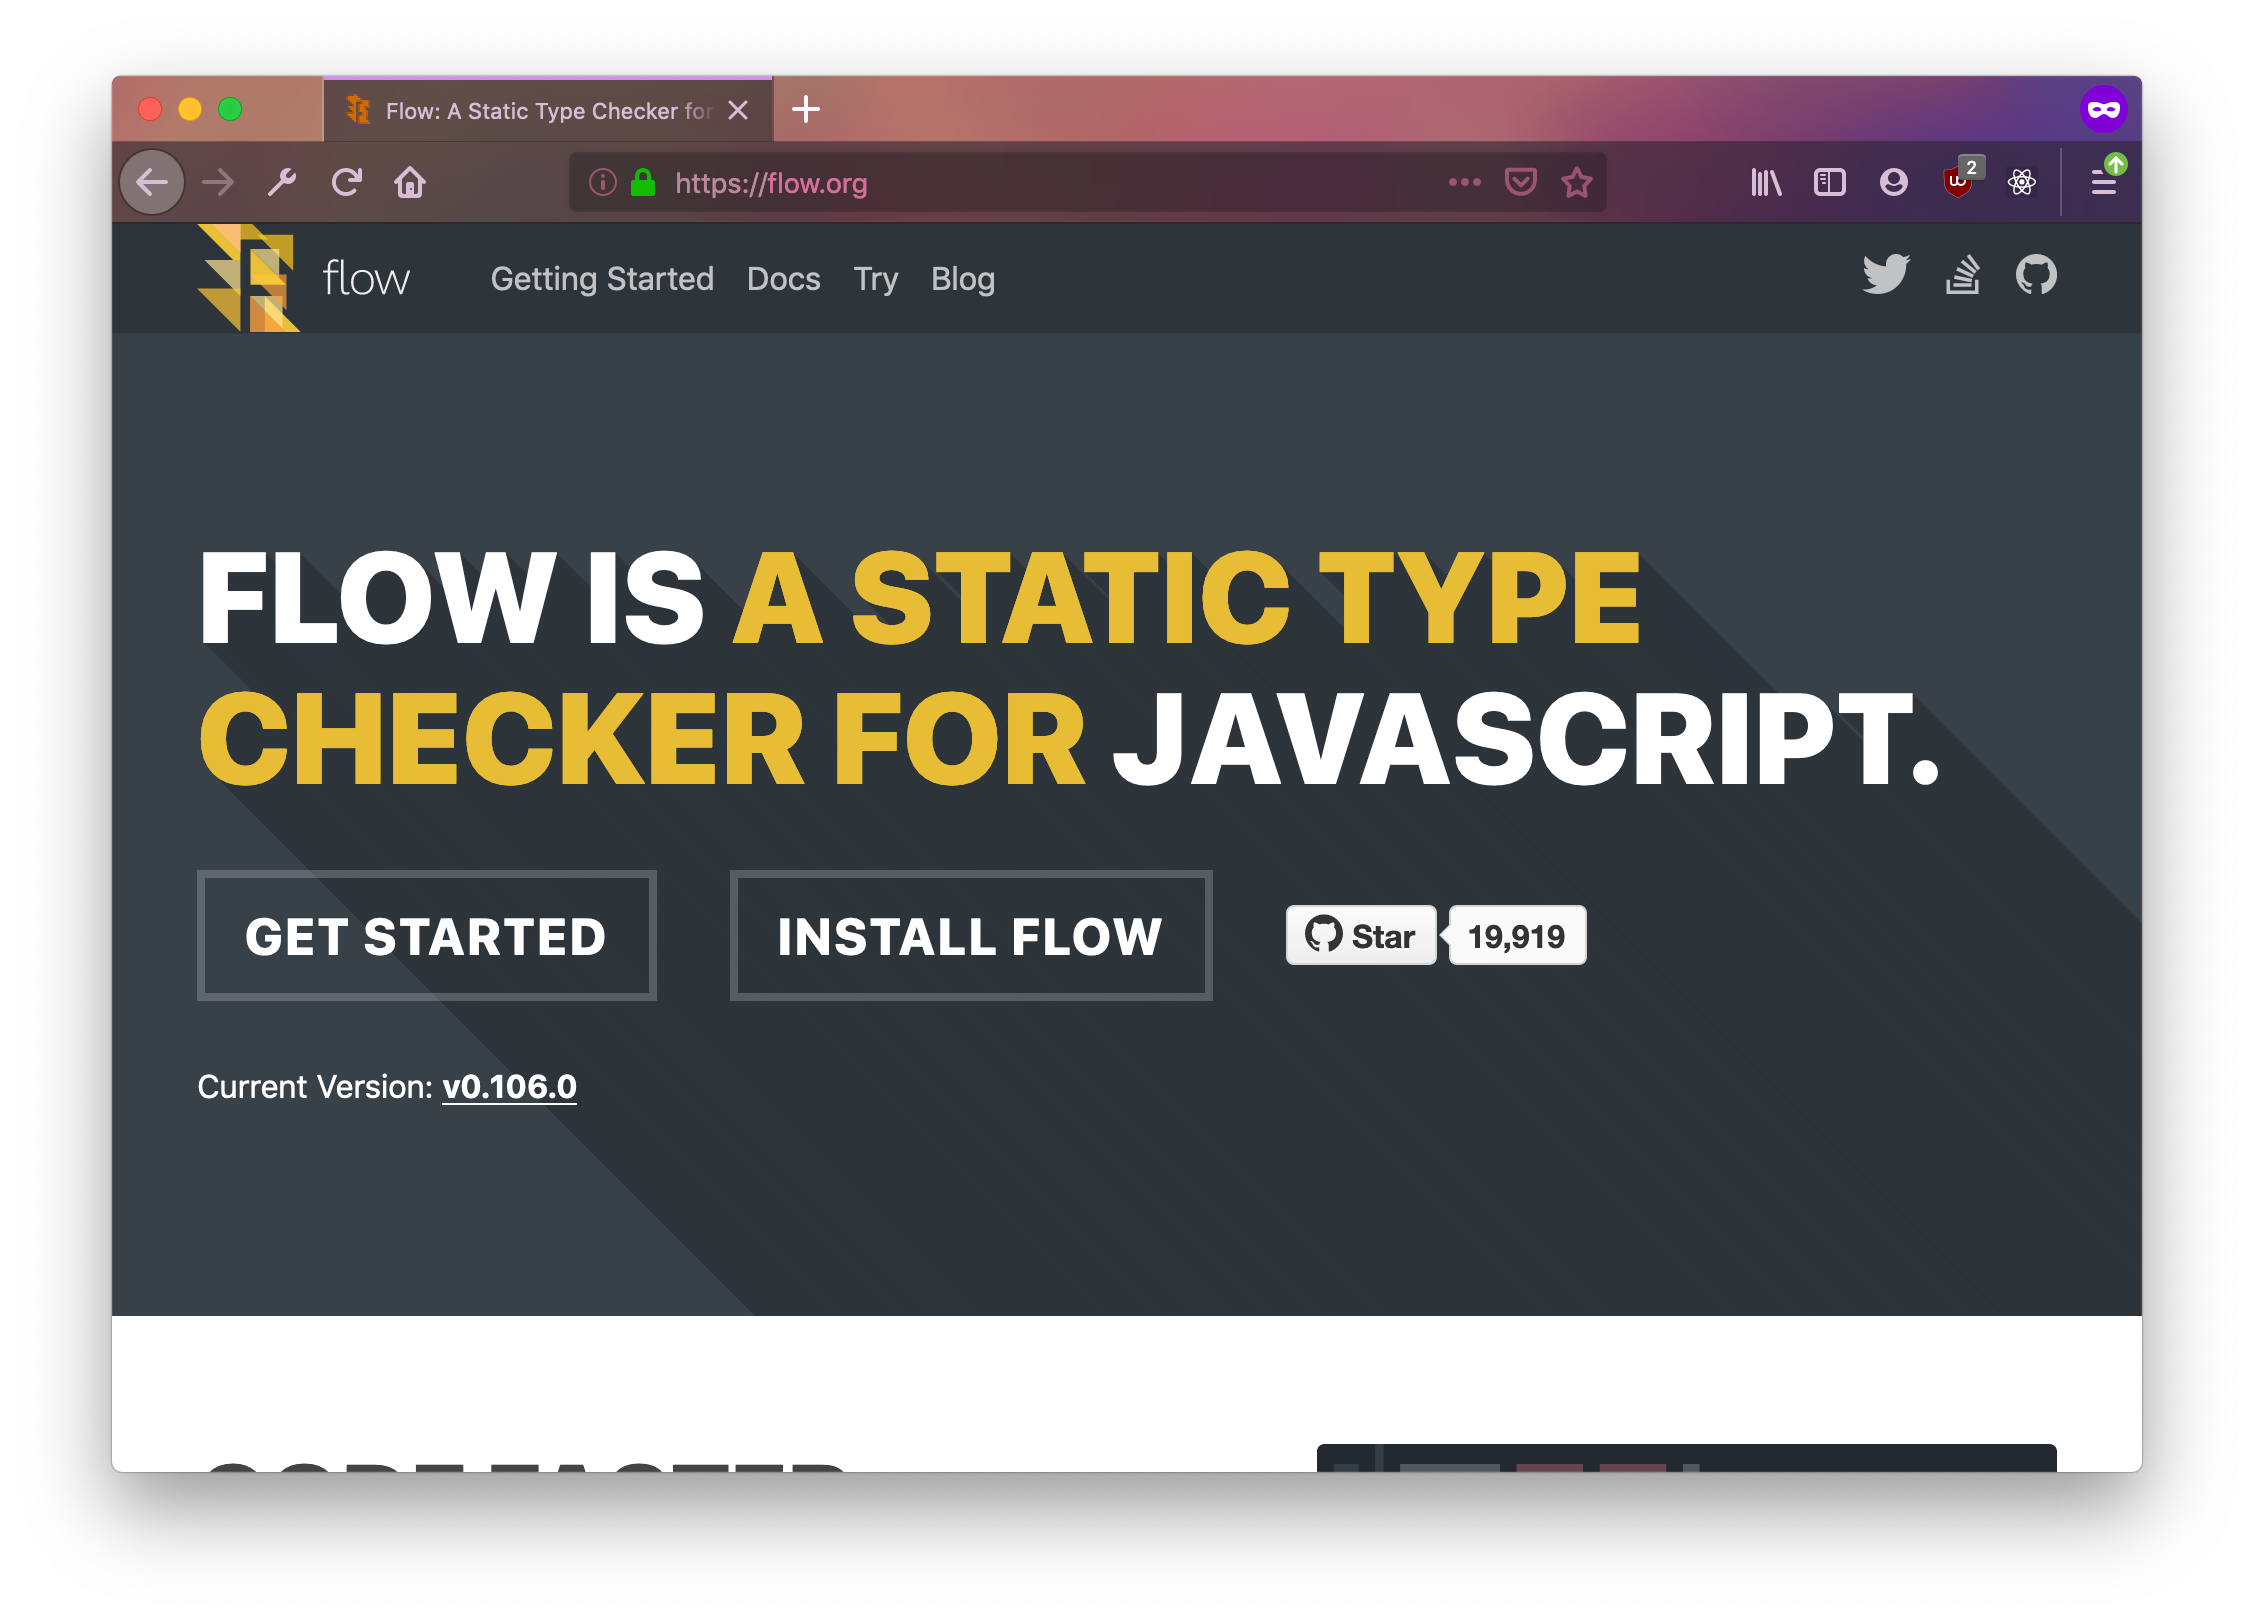 Flow: A Static Type Checker for
https://flow.org
2
flow
Getting Started Docs Try Blog
FLOW IS A STATIC TYPE
CHECKER FOR JAVASCRIPT.
GET STARTED
INSTALL FLOW
Star
19,919
Current Version: v0.106.0